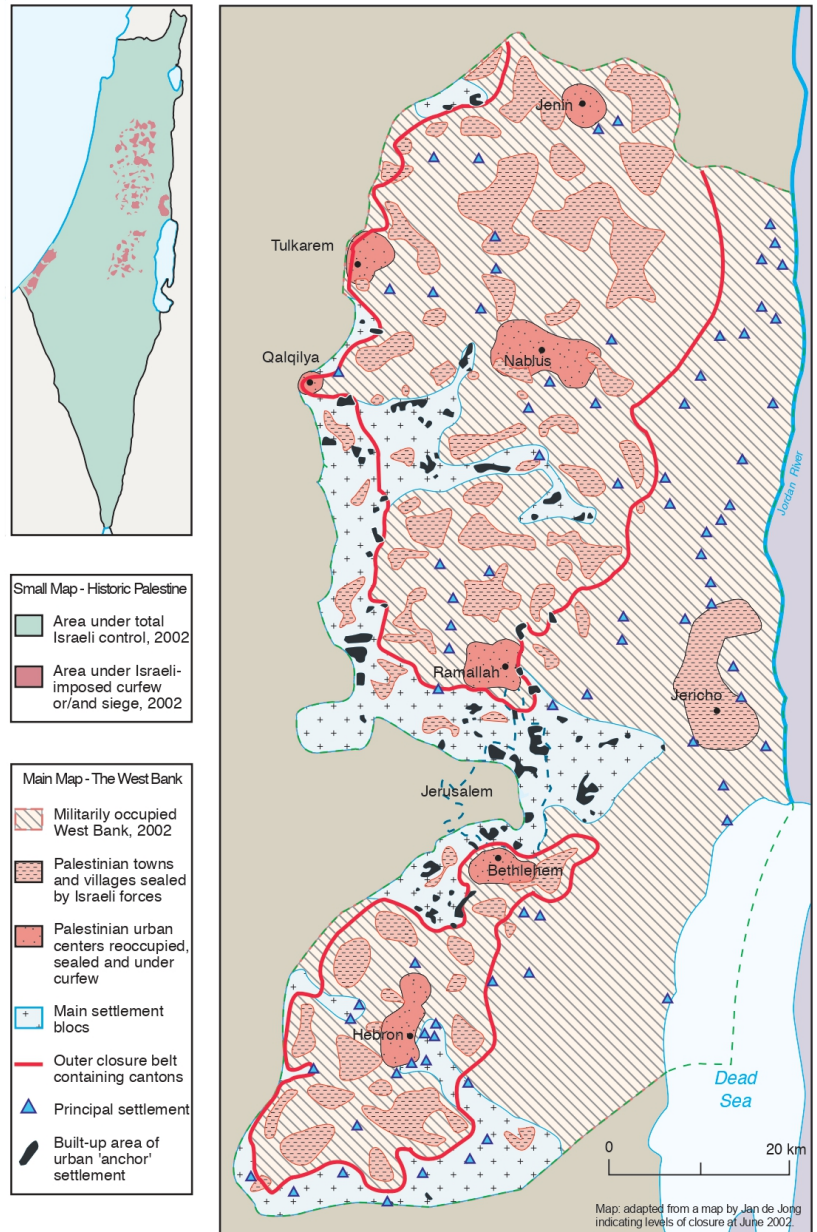 Small Map - Historic Palestine
Area under total
Israeli control, 2002
Area under Israeli-
imposed curfew
or/and siege, 2002
Main Map - The West Bank
Militarily occupied
West Bank, 2002
Palestinian towns
and villages sealed
by Israeli forces
Palestinian urban
centers reoccupied,
sealed and under
curfew
Main settlement
blocs
Outer closure belt
containing cantons
Principal settlement
Built-up area of
urban 'anchor'
settlement
Jenin
Tulkarem
Qalqilya
Nablus
Jordan River
Ramallah
Jericho
Jerusalem
Bethlehem
Hebron
Dead
Sea
0 20 km
Map: adapted from a map by Jan de Jong
indicating levels of closure at June 2002.